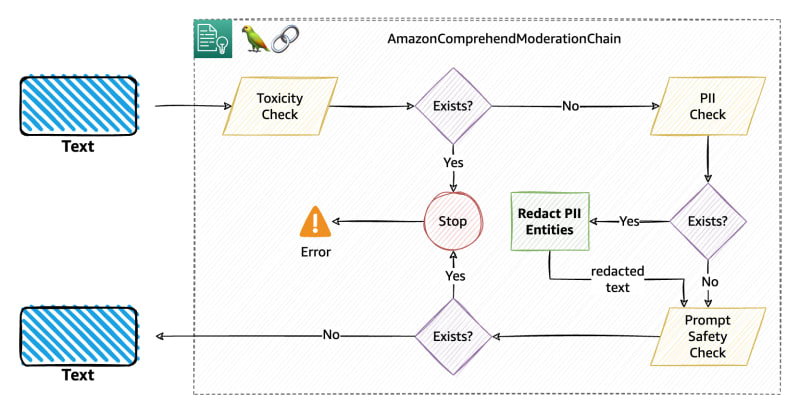 AmazonComprehendModerationChain
Text
Toxicity
Check
Exists?
No
PII
Check
Yes
Stop
Error
Redact PII
Entities
Yes
Exists?
redacted
text
No
Yes
Prompt
Safety
Check
Exists?
No
Text